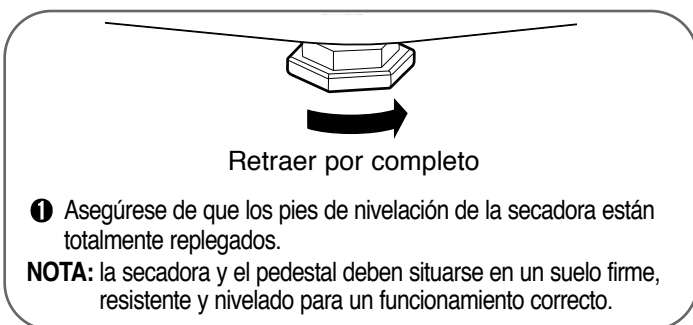 Retraer por completo
❶ Asegúrese de que los pies de nivelación de la secadora están
totalmente replegados.
NOTA: la secadora y el pedestal deben situarse en un suelo firme,
resistente y nivelado para un funcionamiento correcto.